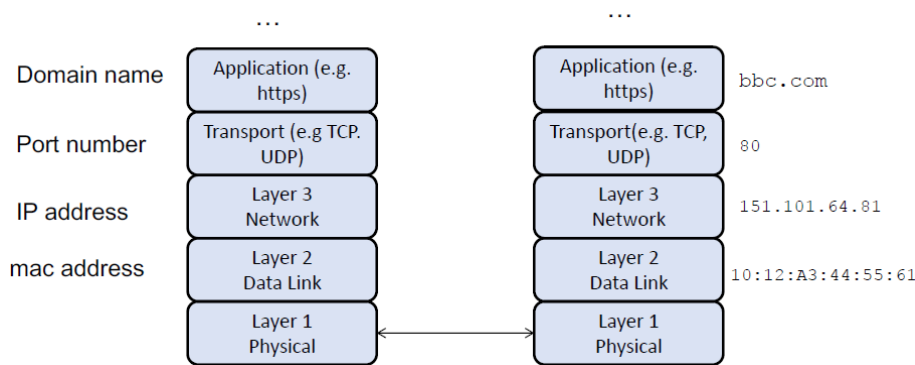 ...
...
Domain name
Application (e.g.
https)
Application (e.g.
https)
bbc.com
Port number
Transport (e.g TCP.
UDP)
Transport(e.g. TCP,
UDP)
80
IP address
Layer 3
Network
Layer 3
Network
151.101.64.81
mac address
Layer 2
Data Link
Layer 2
Data Link
10:12:A3:44:55:61
Layer 1
Physical
Layer 1
Physical